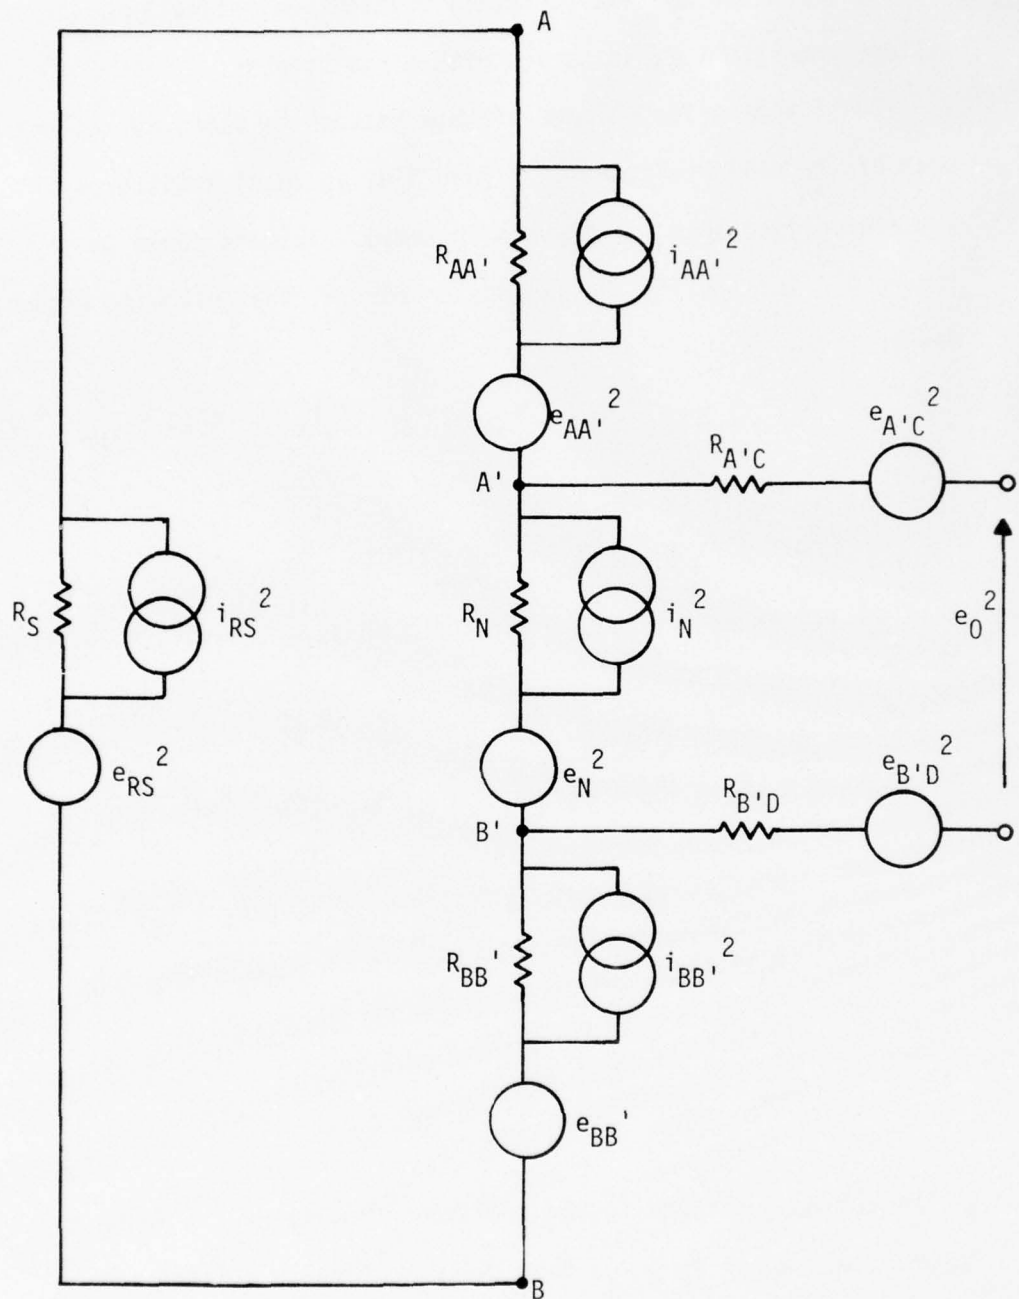 A
R_AA'
i_AA'^2
e_AA'^2
e_A'C^2
R_A'C
A'
R_S
i_RS^2
R_N
i_N^2
e_O^2
e_RS^2
e_N^2
e_B'D^2
R_B'D
B'
R_BB'
i_BB'^2
e_BB'
B